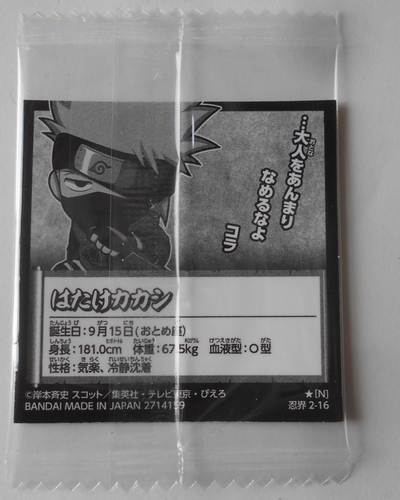 …大人をあんまり
なめるなよ
コラ
はたけカカシ
誕生日:9月15日(おとめ座)
身長:181.0cm 体重:67.5kg 血液型:O型
性格:気楽、冷静沈着
©岸本斉史 スコット/集英社・テレビ東京・ぴえろ
BANDAI MADE IN JAPAN 2714159
★[N]
忍界 2-16